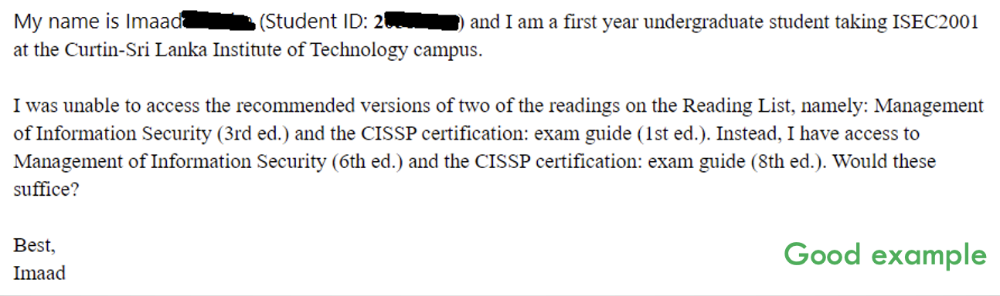 My name is Imaad (Student ID: 2 ) and I am a first year undergraduate student taking ISEC2001
at the Curtin-Sri Lanka Institute of Technology campus.
I was unable to access the recommended versions of two of the readings on the Reading List, namely: Management
of Information Security (3rd ed.) and the CISSP certification: exam guide (1st ed.). Instead, I have access to
Management of Information Security (6th ed.) and the CISSP certification: exam guide (8th ed.). Would these
suffice?
Best,
Imaad
Good example